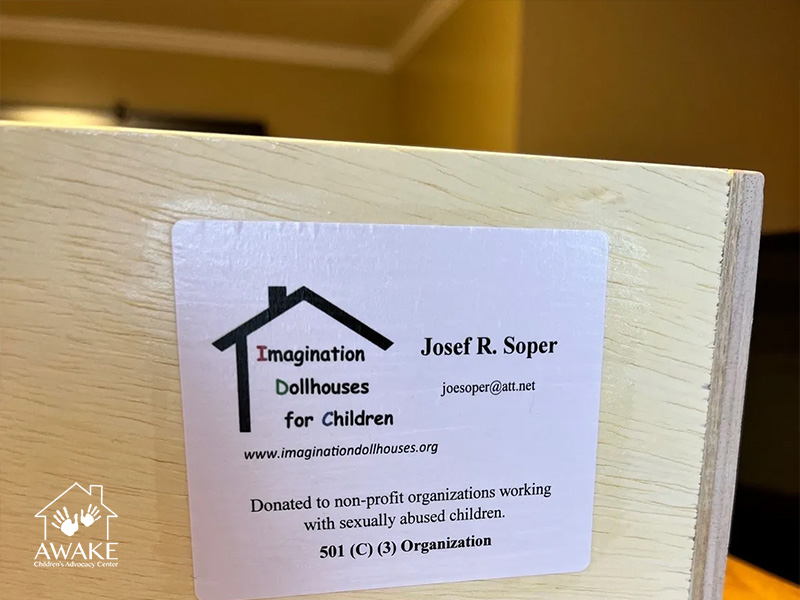 Imagination
Dollhouses
for Children
www.imaginationdollhouses.org
Josef R. Soper
joesoper@att.net
Donated to non-profit organizations working
with sexually abused children.
501 (C) (3) Organization
AWAKE
Children's Advocacy Center